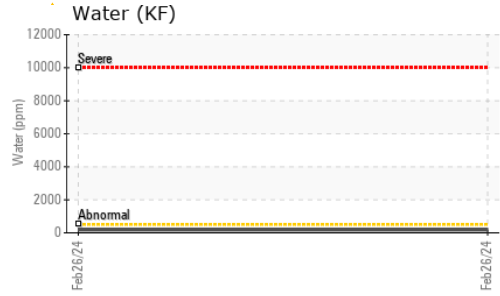 Water (KF)
12000
Severe
10000
8000
6000
4000
2000
Abnormal
0
Water (ppm)
Feb26/24
Feb26/24